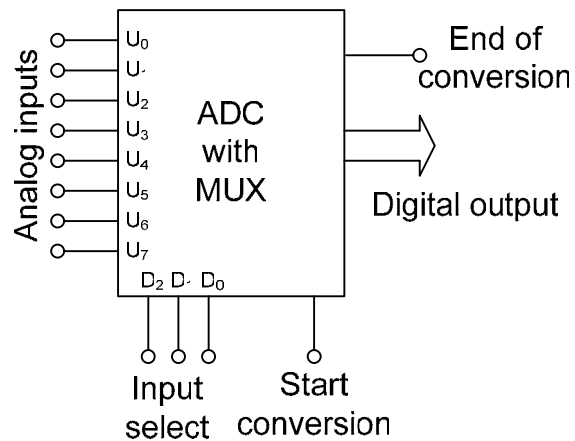 Analog inputs
U0
U2
U3
U4
U5
U6
U7
ADC
with
MUX
D2
D0
End of
conversion
Digital output
Input
select
Start
conversion